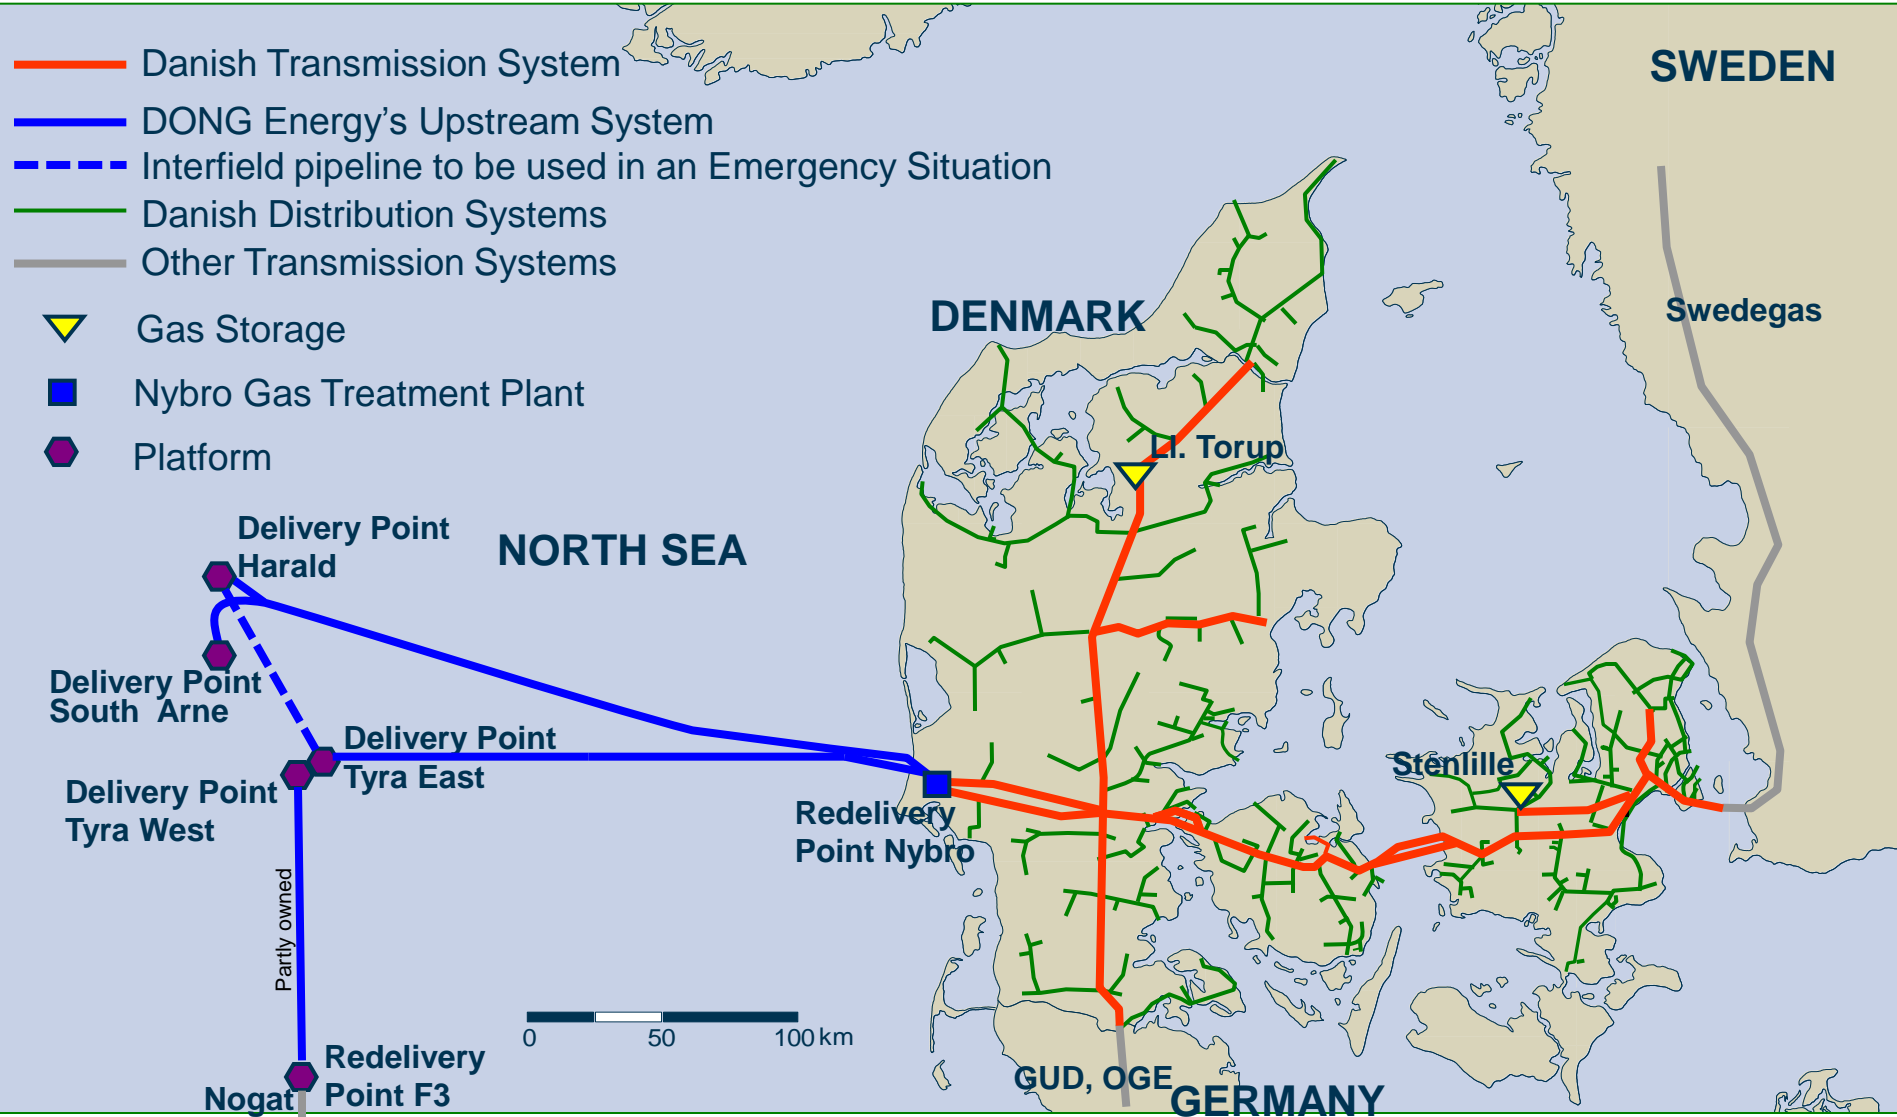 Danish Transmission System
DONG Energy’s Upstream System
Interfield pipeline to be used in an Emergency Situation
Danish Distribution Systems
Other Transmission Systems
Gas Storage
Nybro Gas Treatment Plant
Platform
SWEDEN
Swedegas
DENMARK
Ll. Torup
NORTH SEA
Delivery Point
Harald
Delivery Point
South Arne
Delivery Point
Tyra East
Delivery Point
Tyra West
Stenlille
Redelivery
Point Nybro
Partly owned
0 50 100 km
Redelivery
Point F3
Nogat
GUD, OGE
GERMANY